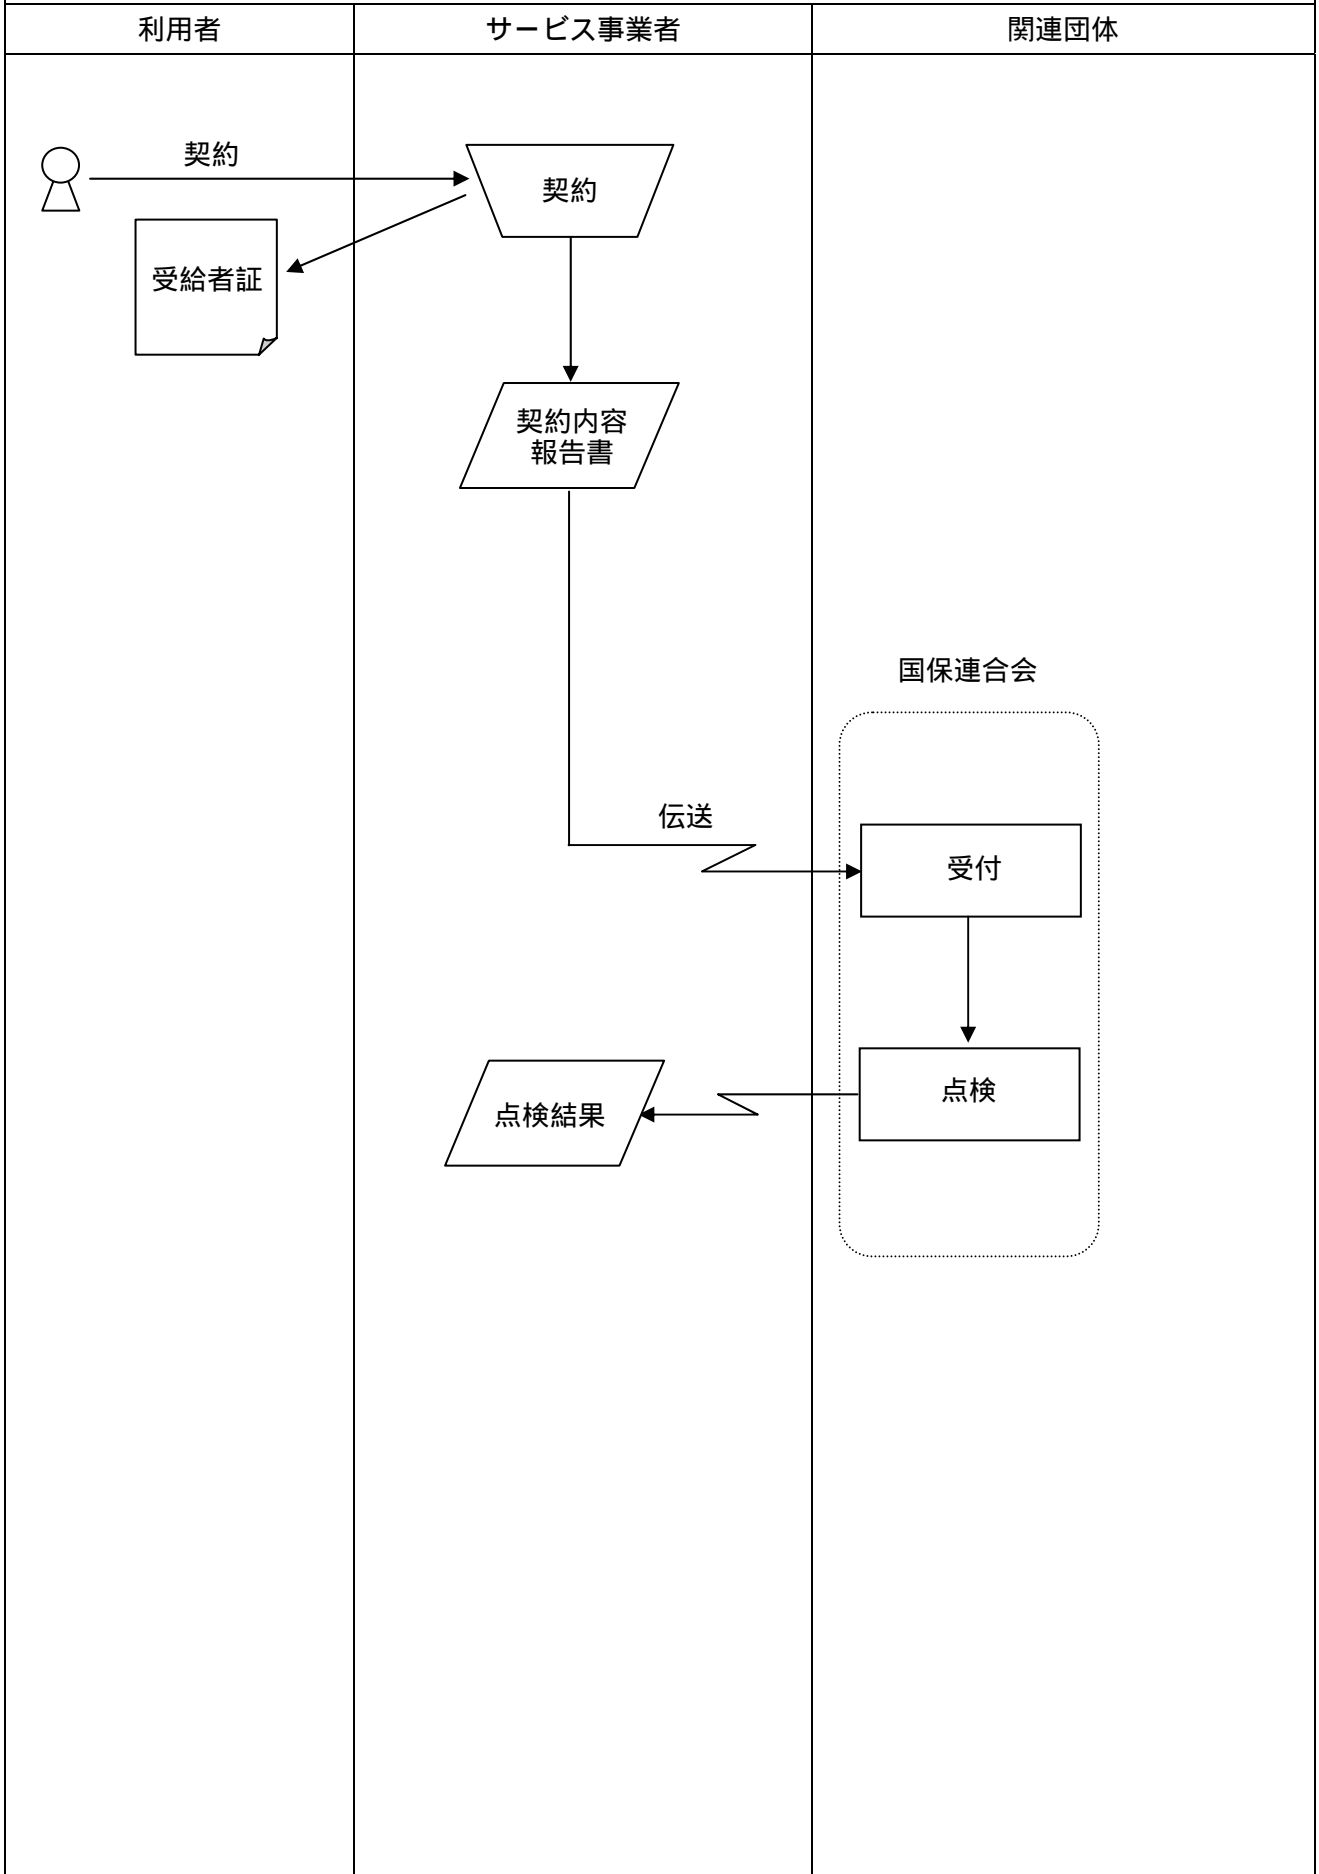 利用者
サービス事業者
関連団体
契約
契約
受給者証
契約内容
報告書
国保連合会
伝送
受付
点検
点検結果